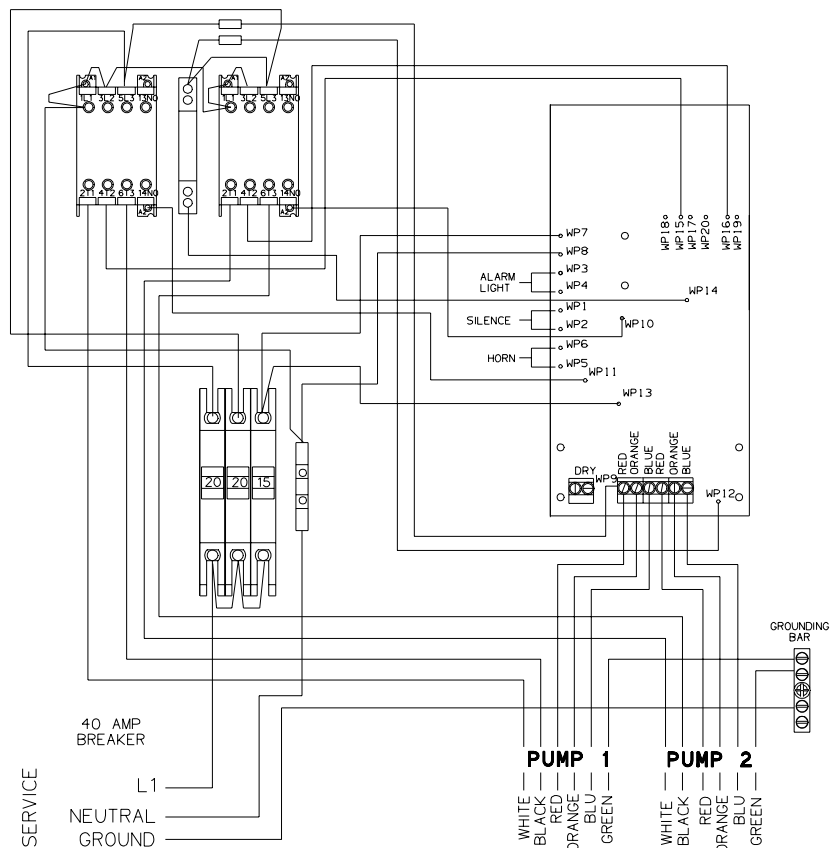 A1
A1
1L1 3L2 5L3 13NO
1L1 3L2 5L3 13NO
2T1 4T2 6T3 14NO
2T1 4T2 6T3 14NO
A2
A2
WP18
WP15
WP17
WP20
WP16
WP19
WP7
WP8
WP3
ALARM
LIGHT
WP4
WP14
WP1
SILENCE
WP2
WP10
WP6
HORN
WP5
WP11
WP13
RED
ORANGE
BLUE
RED
ORANGE
BLUE
DRY
WP9
WP12
20 20 15
GROUNDING
BAR
40 AMP
BREAKER
PUMP 1
PUMP 2
SERVICE
L1
NEUTRAL
GROUND
WHITE
BLACK
RED
ORANGE
BLU
GREEN
WHITE
BLACK
RED
ORANGE
BLU
GREEN